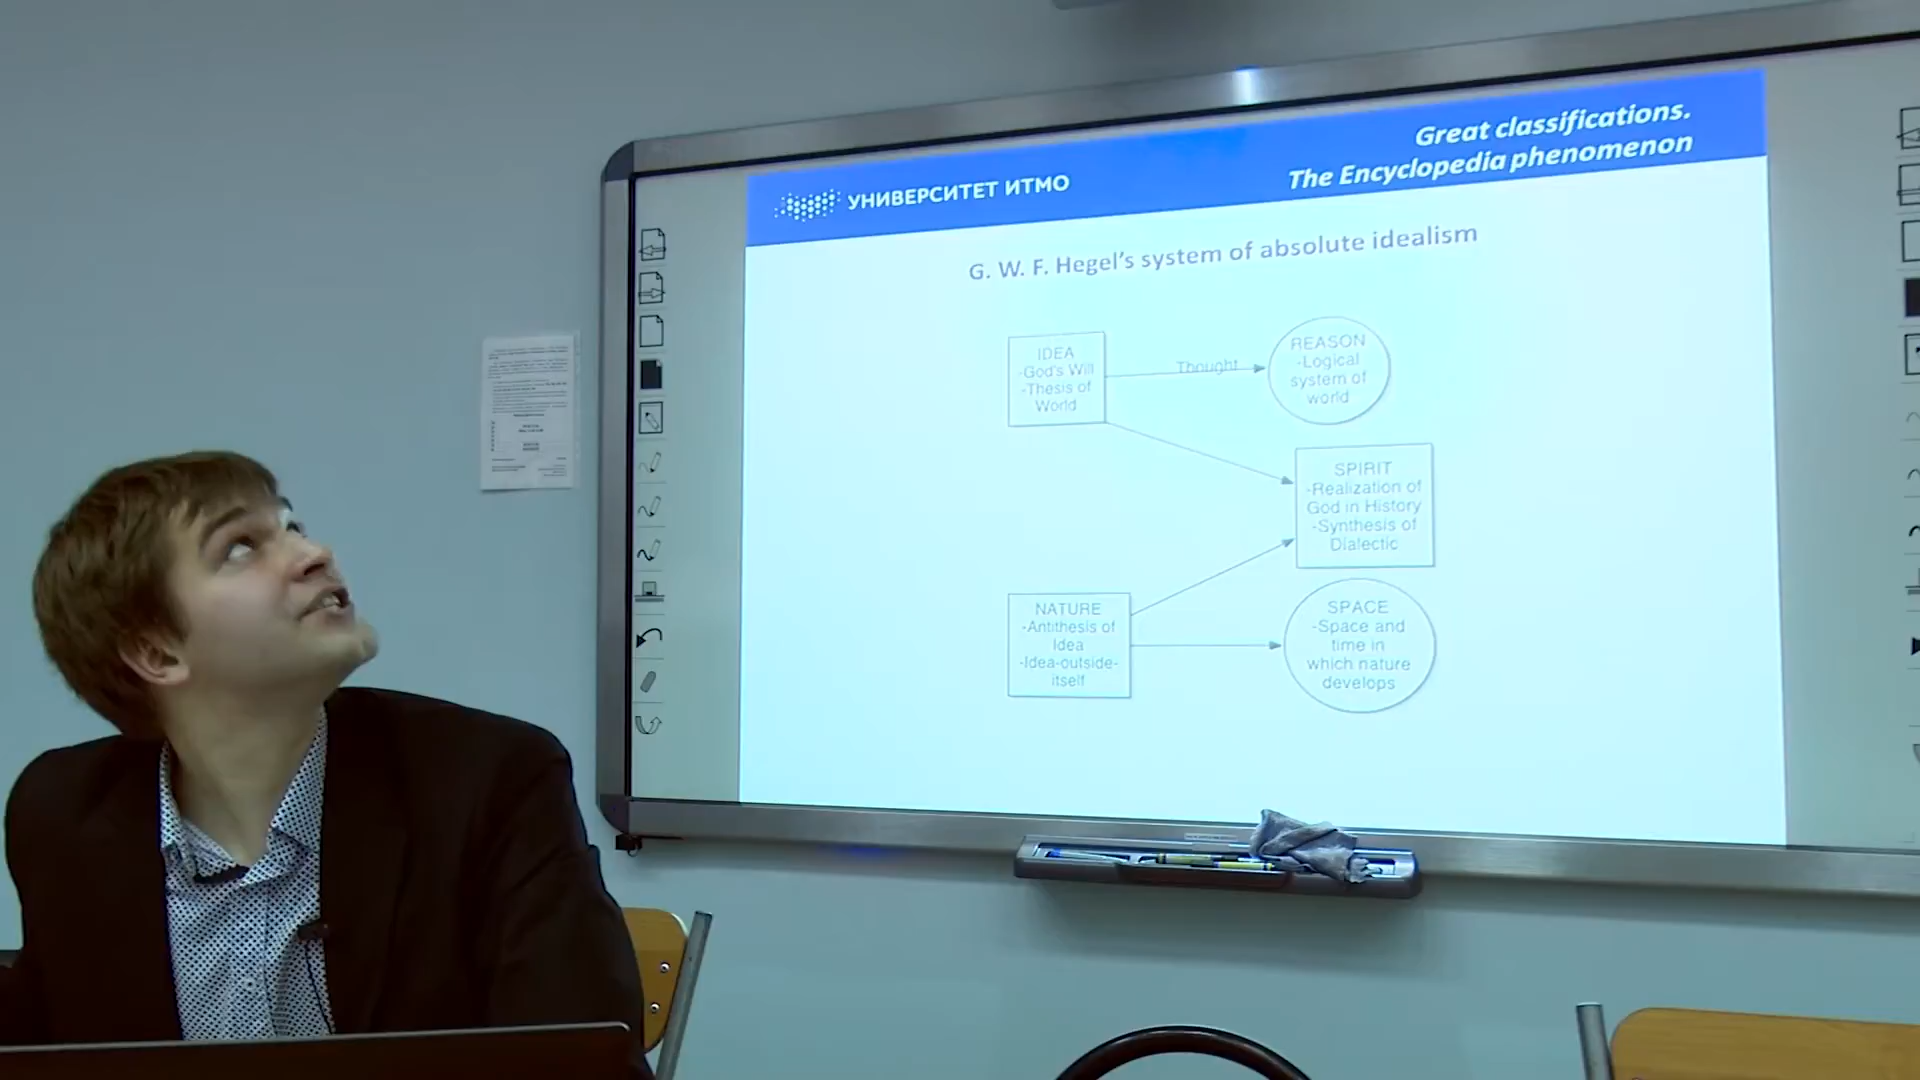 Great classifications.
The Encyclopedia phenomenon
УНИВЕРСИТЕТ ИТМО
G. W. F. Hegel's system of absolute idealism
IDEA
-God's Will
-Thesis of
World
Thought
REASON
-Logical
system of
world
SPIRIT
-Realization of
God in History
-Synthesis of
Dialectic
NATURE
-Antithesis of
Idea
-Idea-outside-
itself
SPACE
-Space and
time in
which nature
develops